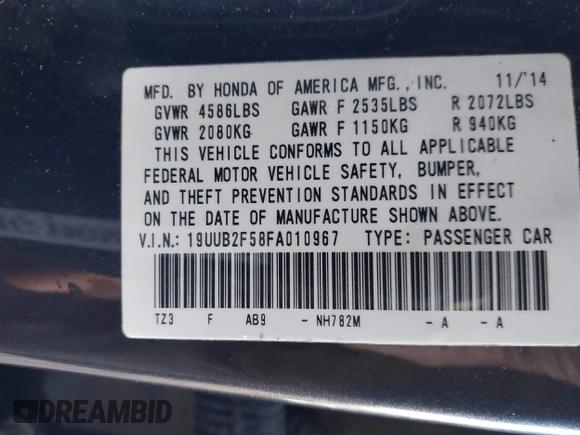 MFD. BY HONDA OF AMERICA MFG., INC. 11/'14
GVWR 4586LBS GAWR F 2535LBS R 2072LBS
GVWR 2080KG GAWR F 1150KG R 940KG
THIS VEHICLE CONFORMS TO ALL APPLICABLE
FEDERAL MOTOR VEHICLE SAFETY, BUMPER,
AND THEFT PREVENTION STANDARDS IN EFFECT
ON THE DATE OF MANUFACTURE SHOWN ABOVE.
V.I.N.: 19UUB2F58FA010967 TYPE: PASSENGER CAR
TZ3 F AB9 - NH782M - A - A
DREAMBID